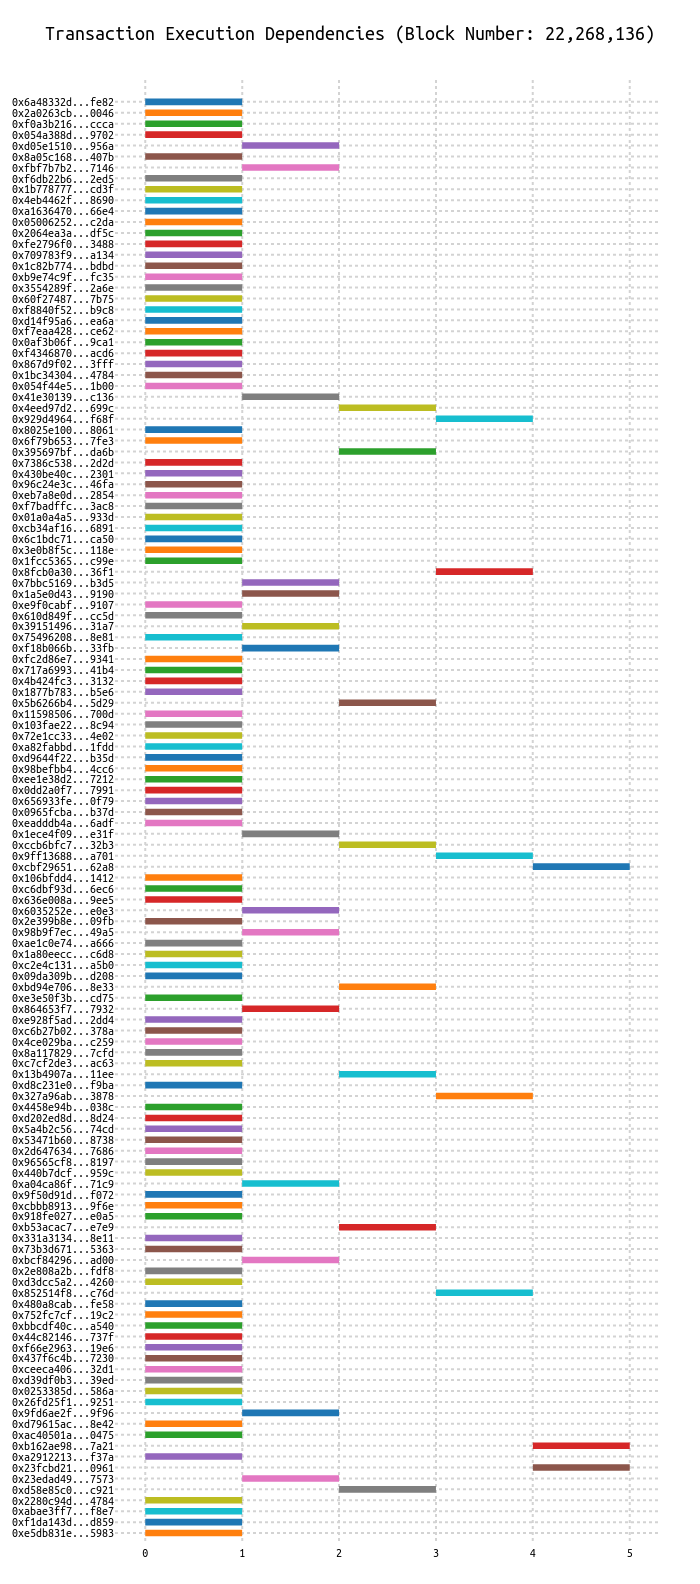 Transaction Execution Dependencies (Block Number: 22,268,136)
0x6a48332d...fe82
0x2a0263cb...0046
0xf0a3b216...ccca
0x054a388d...9702
0xd05e1510...956a
0x8a05c168...407b
0xfbf7b7b2...7146
0xf6db22b6...2ed5
0x1b778777...cd3f
0x4eb4462f...8690
0xa1636470...66e4
0x05006252...c2da
0x2064ea3a...df5c
0xfe2796f0...3488
0x709783f9...a134
0x1c82b774...bdbd
0xb9e74c9f...fc35
0x3554289f...2a6e
0x60f27487...7b75
0xf8840f52...b9c8
0xd14f95a6...ea6a
0xf7eaa428...ce62
0x0af3b06f...9ca1
0xf4346870...acd6
0x867d9f02...3fff
0x1bc34304...4784
0x054f44e5...1b00
0x41e30139...c136
0x4eed97d2...699c
0x929d4964...f68f
0x8025e100...8061
0x6f79b653...7fe3
0x395697bf...da6b
0x7386c538...2d2d
0x430be40c...2301
0x96c24e3c...46fa
0xeb7a8e0d...2854
0xf7badffc...3ac8
0x01a0a4a5...933d
0xcb34af16...6891
0x6c1bdc71...ca50
0x3e0b8f5c...118e
0x1fcc5365...c99e
0x8fcb0a30...36f1
0x7bbc5169...b3d5
0x1a5e0d43...9190
0xe9f0cabf...9107
0x610d849f...cc5d
0x39151496...31a7
0x75496208...8e81
0xf18b066b...33fb
0xfc2d86e7...9341
0x717a6993...41b4
0x4b424fc3...3132
0x1877b783...b5e6
0x5b6266b4...5d29
0x11598506...700d
0x103fae22...8c94
0x72e1cc33...4e02
0xa82fabbd...1fdd
0xd9644f22...b35d
0x98befbb4...4cc6
0xee1e38d2...7212
0x0dd2a0f7...7991
0x656933fe...0f79
0x0965fcba...b37d
0xeadddb4a...6adf
0x1ece4f09...e31f
0xccb6bfc7...32b3
0x9ff13688...a701
0xcbf29651...62a8
0x106bfdd4...1412
0xc6dbf93d...6ec6
0x636e008a...9ee5
0x6035252e...e0e3
0x2e399b8e...09fb
0x98b9f7ec...49a5
0xae1c0e74...a666
0x1a80eecc...c6d8
0xc2e4c131...a5b0
0x09da309b...d208
0xbd94e706...8e33
0xe3e50f3b...cd75
0x864653f7...7932
0xe928f5ad...2dd4
0xc6b27b02...378a
0x4ce029ba...c259
0x8a117829...7cfd
0xc7cf2de3...ac63
0x13b4907a...11ee
0xd8c231e0...f9ba
0x327a96ab...3878
0x4458e94b...038c
0xd202ed8d...8d24
0x5a4b2c56...74cd
0x53471b60...8738
0x2d647634...7686
0x96565cf8...8197
0x440b7dcf...959c
0xa04ca86f...71c9
0x9f50d91d...f072
0xcbbb8913...9f6e
0x918fe027...e0a5
0xb53acac7...e7e9
0x331a3134...8e11
0x73b3d671...5363
0xbcf84296...ad00
0x2e808a2b...fdf8
0xd3dcc5a2...4260
0x852514f8...c76d
0x480a8cab...fe58
0x752fc7cf...19c2
0xbbcdf40c...a540
0x44c82146...737f
0xf66e2963...19e6
0x437f6c4b...7230
0xceeca406...32d1
0xd39df0b3...39ed
0x0253385d...586a
0x26fd25f1...9251
0x9fd6ae2f...9f96
0xd79615ac...8e42
0xac40501a...0475
0xb162ae98...7a21
0xa2912213...f37a
0x23fcbd21...0961
0x23edad49...7573
0xd58e85c0...c921
0x2280c94d...4784
0xabae3ff7...f8e7
0xf1da143d...d859
0xe5db831e...5983
0 1 2 3 4 5